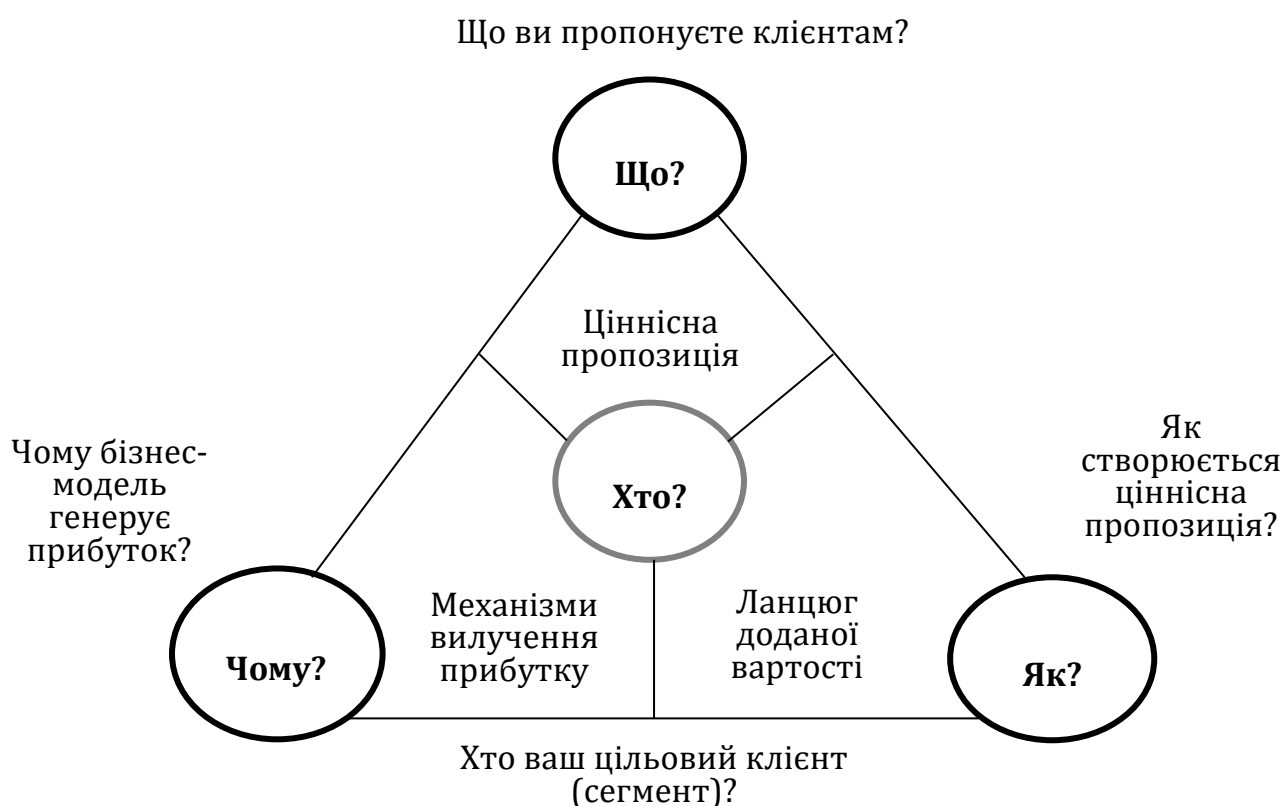 Що ви пропонуєте клієнтам?
Що?
Ціннісна
пропозиція
Чому бізнес-
модель
генерує
прибуток?
Хто?
Як
створюється
ціннісна
пропозиція?
Чому?
Механізми
вилучення
прибутку
Ланцюг
доданої
вартості
Як?
Хто ваш цільовий клієнт
(сегмент)?